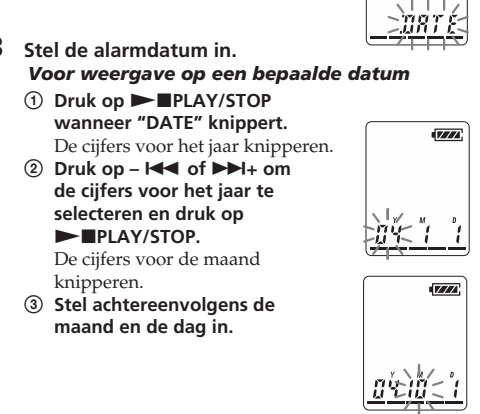 .DATE
3 Stel de alarmdatum in.
Voor weergave op een bepaalde datum
① Druk op ►■PLAY/STOP
wanneer “DATE” knippert.
De cijfers voor het jaar knipperen.
② Druk op – I◄◄ of ►►I+ om
de cijfers voor het jaar te
selecteren en druk op
►■PLAY/STOP.
De cijfers voor de maand
knipperen.
③ Stel achtereenvolgens de
maand en de dag in.
Y M D
04 1 1
Y M D
04 10 1